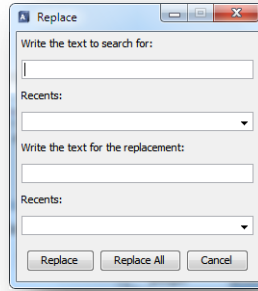 Replace
Write the text to search for:
Recents:
Write the text for the replacement:
Recents:
Replace
Replace All
Cancel